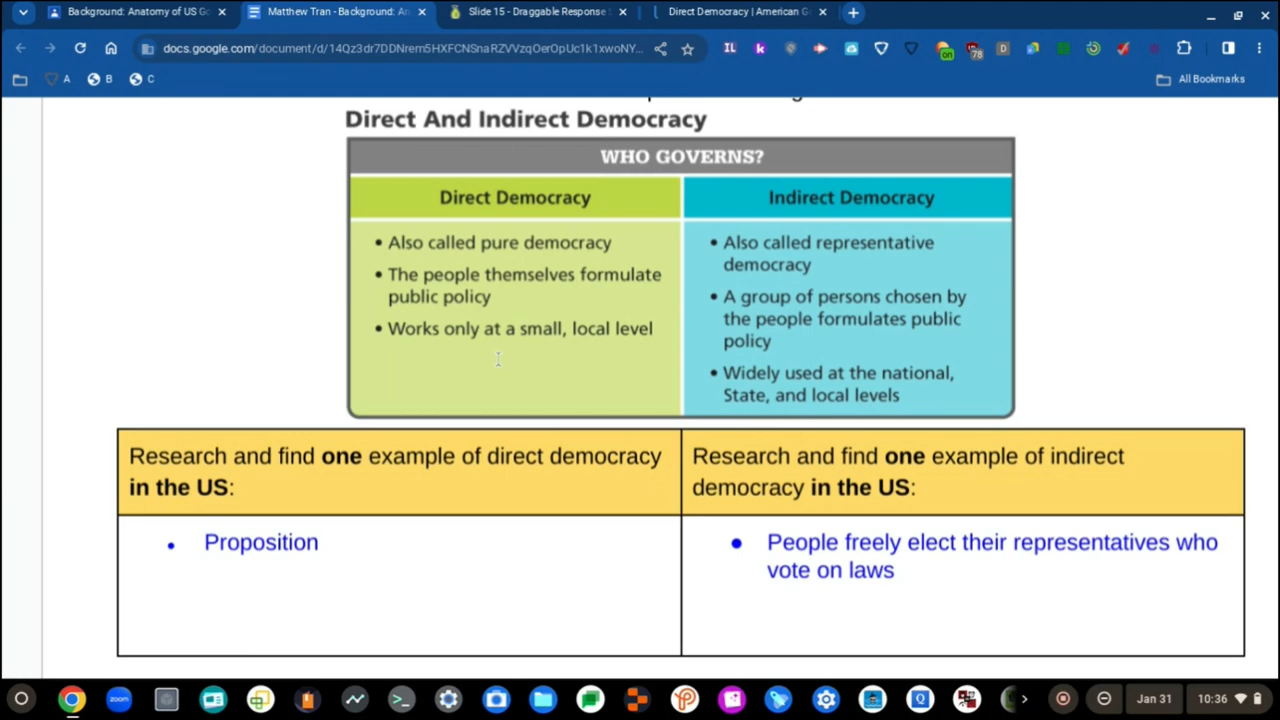 Background: Anatomy of US Go
Matthew Tran - Background: An
Slide 15 - Draggable Response
Direct Democracy | American G
docs.google.com/document/d/14Qz3dr7DDNrem5HXFCNSnaRZVVzqOerOpUc1k1xwoNY...
IL
k
on
78
D
A
B
C
All Bookmarks
Direct And Indirect Democracy
WHO GOVERNS?
Direct Democracy
Indirect Democracy
• Also called pure democracy
• The people themselves formulate
public policy
• Works only at a small, local level
• Also called representative
democracy
• A group of persons chosen by
the people formulates public
policy
• Widely used at the national,
State, and local levels
Research and find one example of direct democracy
in the US:
Research and find one example of indirect
democracy in the US:
• Proposition
• People freely elect their representatives who
vote on laws
zoom
Q
Jan 31
10:36